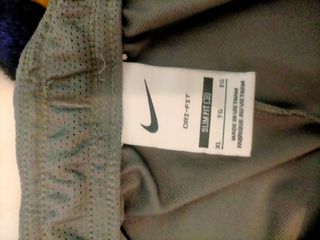 DRI-FIT
SLIM FIT
XL TG EG
MADE IN VIETNAM
FABRIQUE AU VIETNAM